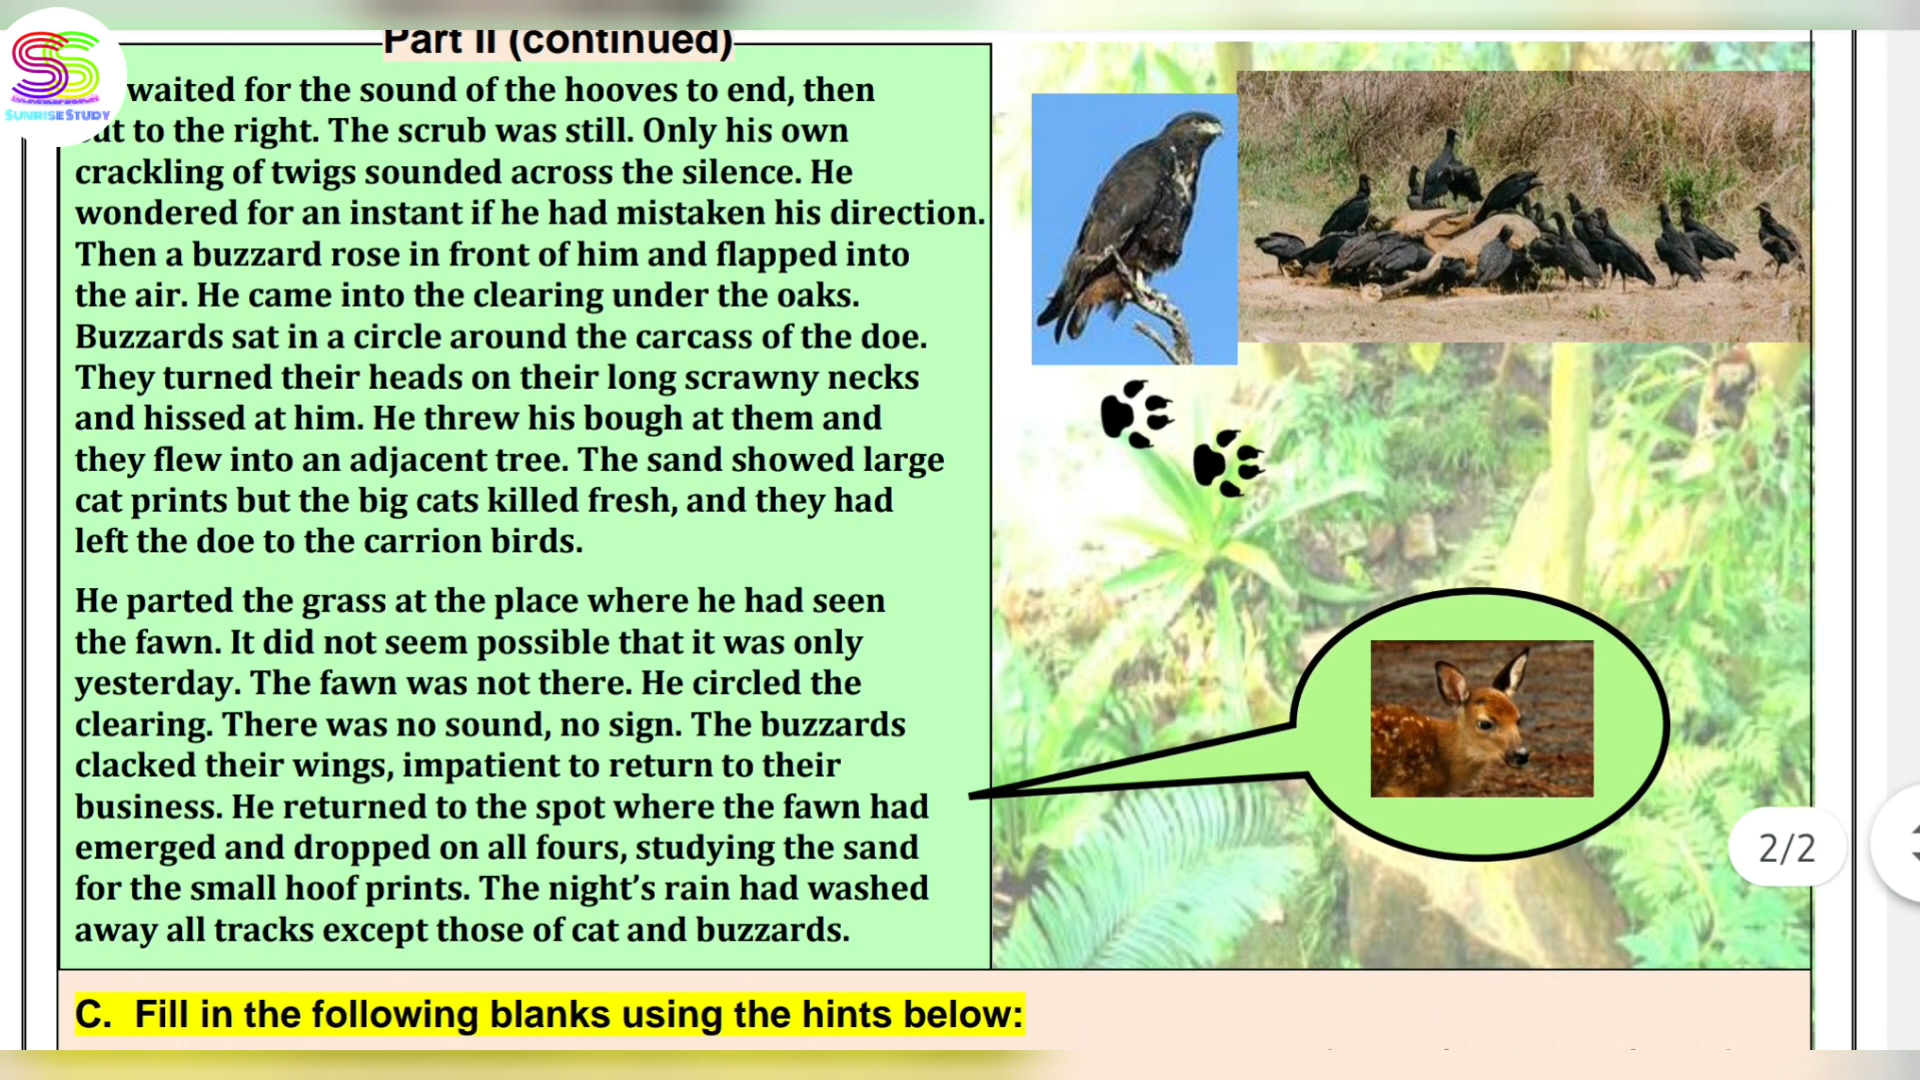 Part II (continued)
SUNRISESTUDY
waited for the sound of the hooves to end, then
to the right. The scrub was still. Only his own
crackling of twigs sounded across the silence. He
wondered for an instant if he had mistaken his direction.
Then a buzzard rose in front of him and flapped into
the air. He came into the clearing under the oaks.
Buzzards sat in a circle around the carcass of the doe.
They turned their heads on their long scrawny necks
and hissed at him. He threw his bough at them and
they flew into an adjacent tree. The sand showed large
cat prints but the big cats killed fresh, and they had
left the doe to the carrion birds.
He parted the grass at the place where he had seen
the fawn. It did not seem possible that it was only
yesterday. The fawn was not there. He circled the
clearing. There was no sound, no sign. The buzzards
clacked their wings, impatient to return to their
business. He returned to the spot where the fawn had
emerged and dropped on all fours, studying the sand
for the small hoof prints. The night’s rain had washed
away all tracks except those of cat and buzzards.
2/2
C. Fill in the following blanks using the hints below: